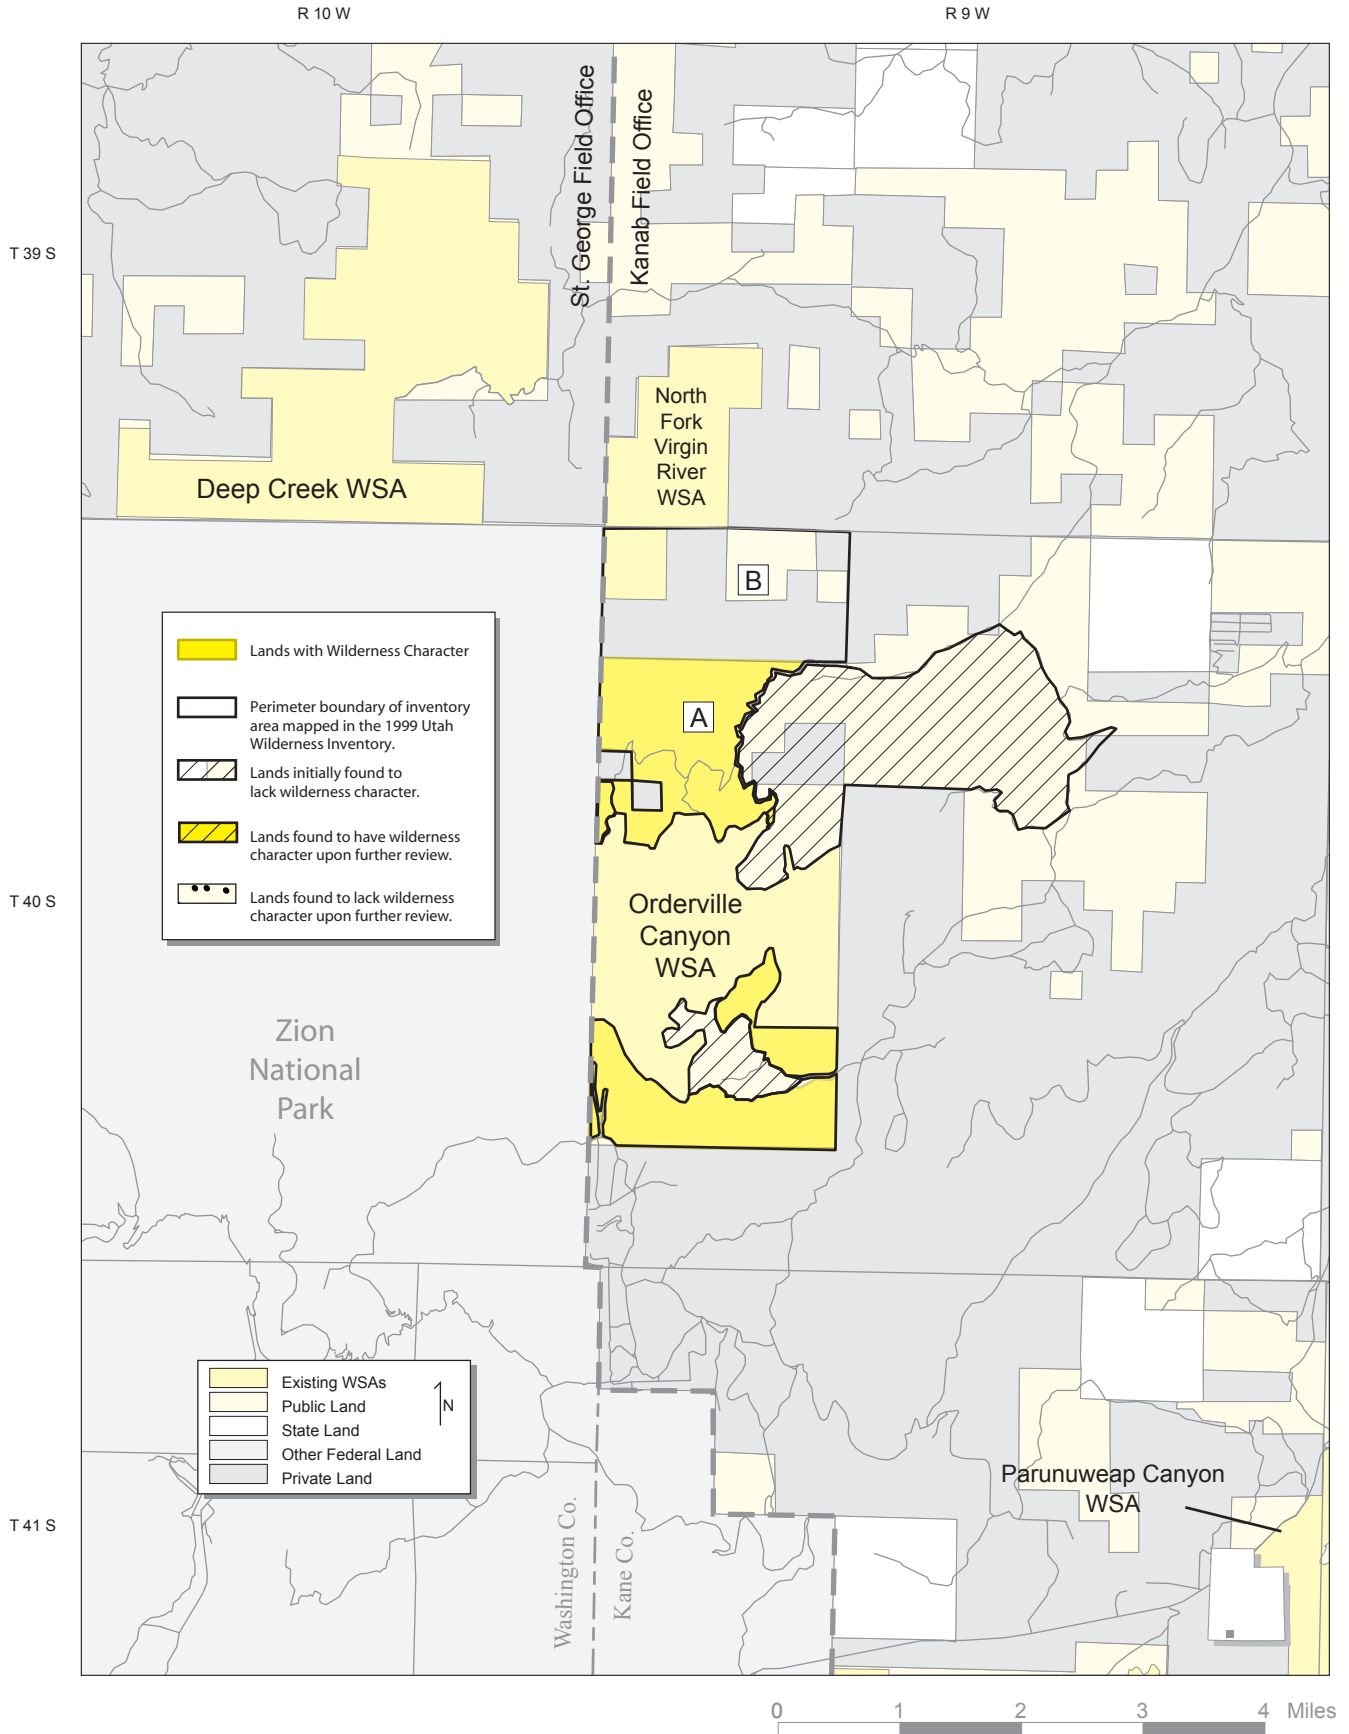 R 10 W
R 9 W
St. George Field Office
Kanab Field Office
T 39 S
North
Fork
Virgin
River
WSA
Deep Creek WSA
B
Lands with Wilderness Character
Perimeter boundary of inventory
area mapped in the 1999 Utah
Wilderness Inventory.
Lands initially found to
lack wilderness character.
Lands found to have wilderness
character upon further review.
Lands found to lack wilderness
character upon further review.
A
T 40 S
Orderville
Canyon
WSA
Zion
National
Park
Existing WSAs
Public Land
State Land
Other Federal Land
Private Land
N
Parunuweap Canyon
WSA
T 41 S
Washington Co.
Kane Co.
0 1 2 3 4 Miles